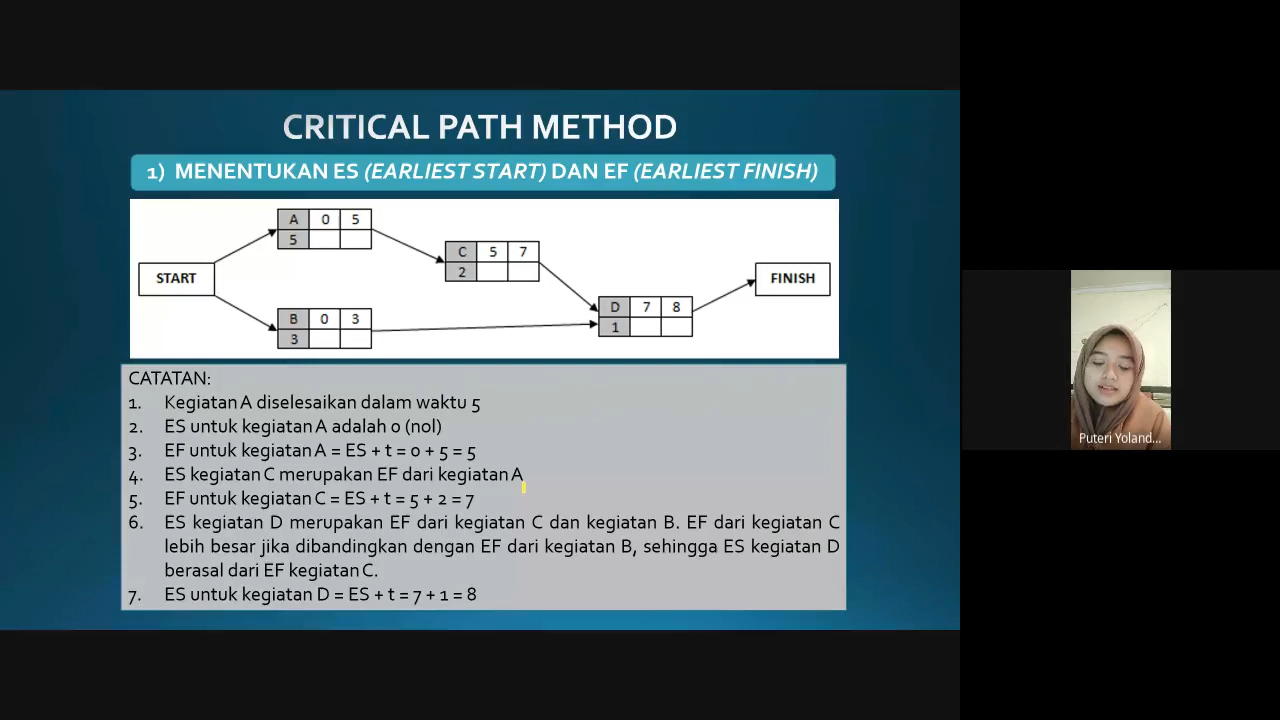 CRITICAL PATH METHOD
1) MENENTUKAN ES (EARLIEST START) DAN EF (EARLIEST FINISH)
A 0 5
5
C 5 7
2
START
FINISH
D 7 8
1
B 0 3
3
CATATAN:
1. Kegiatan A diselesaikan dalam waktu 5
2. ES untuk kegiatan A adalah 0 (nol)
3. EF untuk kegiatan A = ES + t = 0 + 5 = 5
4. ES kegiatan C merupakan EF dari kegiatan A
5. EF untuk kegiatan C = ES + t = 5 + 2 = 7
6. ES kegiatan D merupakan EF dari kegiatan C dan kegiatan B. EF dari kegiatan C
lebih besar jika dibandingkan dengan EF dari kegiatan B, sehingga ES kegiatan D
berasal dari EF kegiatan C.
7. ES untuk kegiatan D = ES + t = 7 + 1 = 8
Puteri Yoland...